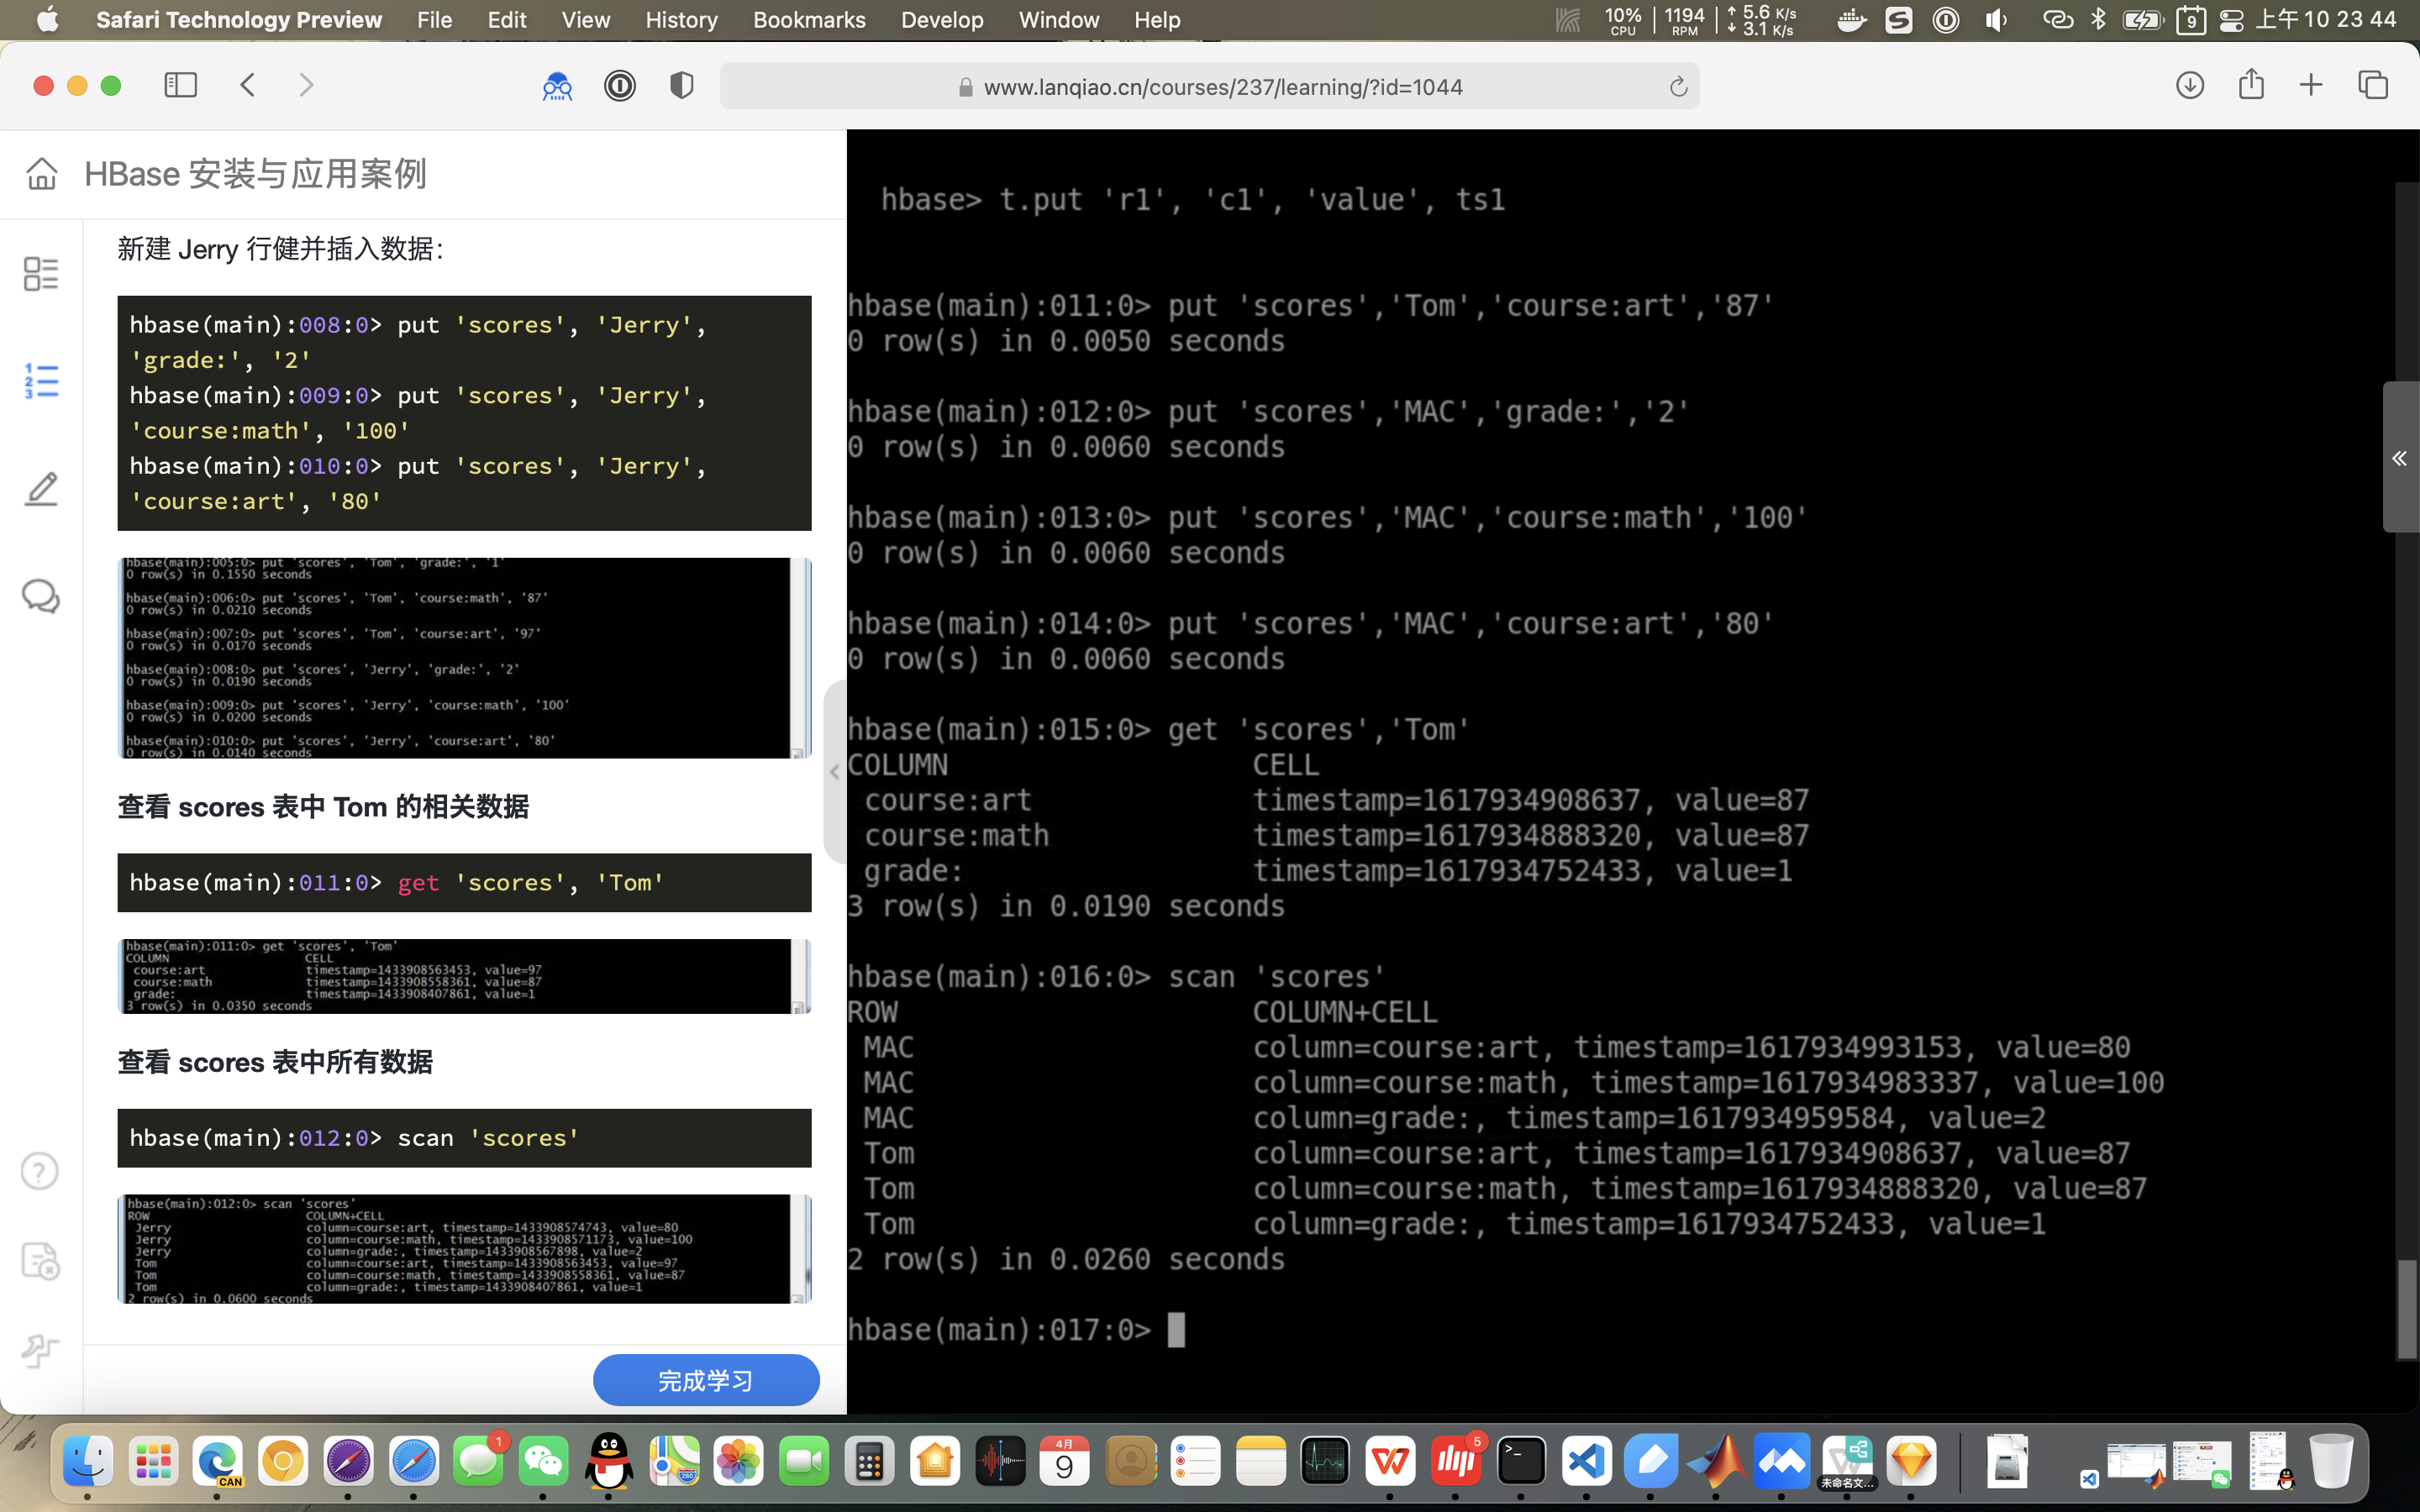 Safari Technology Preview File Edit View History Bookmarks Develop Window Help 10% CPU 1194 RPM ↑ 5.6 K/s ↓ 3.1 K/s 9 上午10 23 44
www.lanqiao.cn/courses/237/learning/?id=1044
HBase 安装与应用案例
新建 Jerry 行健并插入数据：
hbase(main):008:0> put 'scores', 'Jerry',
'grade:', '2'
hbase(main):009:0> put 'scores', 'Jerry',
'course:math', '100'
hbase(main):010:0> put 'scores', 'Jerry',
'course:art', '80'
hbase(main):005:0> put 'scores', 'Tom', 'grade:', '1'
0 row(s) in 0.1550 seconds
hbase(main):006:0> put 'scores', 'Tom', 'course:math', '87'
0 row(s) in 0.0210 seconds
hbase(main):007:0> put 'scores', 'Tom', 'course:art', '97'
0 row(s) in 0.0170 seconds
hbase(main):008:0> put 'scores', 'Jerry', 'grade:', '2'
0 row(s) in 0.0190 seconds
hbase(main):009:0> put 'scores', 'Jerry', 'course:math', '100'
0 row(s) in 0.0200 seconds
hbase(main):010:0> put 'scores', 'Jerry', 'course:art', '80'
0 row(s) in 0.0140 seconds
查看 scores 表中 Tom 的相关数据
hbase(main):011:0> get 'scores', 'Tom'
hbase(main):011:0> get 'scores', 'Tom'
COLUMN CELL
course:art timestamp=1433908563453, value=97
course:math timestamp=1433908558361, value=87
grade: timestamp=1433908407861, value=1
3 row(s) in 0.0350 seconds
查看 scores 表中所有数据
hbase(main):012:0> scan 'scores'
hbase(main):012:0> scan 'scores'
ROW COLUMN+CELL
Jerry column=course:art, timestamp=1433908574743, value=80
Jerry column=course:math, timestamp=1433908571173, value=100
Jerry column=grade:, timestamp=1433908567898, value=2
Tom column=course:art, timestamp=1433908563453, value=97
Tom column=course:math, timestamp=1433908558361, value=87
Tom column=grade:, timestamp=1433908407861, value=1
2 row(s) in 0.0600 seconds
完成学习
hbase> t.put 'r1', 'c1', 'value', ts1
hbase(main):011:0> put 'scores','Tom','course:art','87'
0 row(s) in 0.0050 seconds
hbase(main):012:0> put 'scores','MAC','grade:','2'
0 row(s) in 0.0060 seconds
hbase(main):013:0> put 'scores','MAC','course:math','100'
0 row(s) in 0.0060 seconds
hbase(main):014:0> put 'scores','MAC','course:art','80'
0 row(s) in 0.0060 seconds
hbase(main):015:0> get 'scores','Tom'
COLUMN CELL
course:art timestamp=1617934908637, value=87
course:math timestamp=1617934888320, value=87
grade: timestamp=1617934752433, value=1
3 row(s) in 0.0190 seconds
hbase(main):016:0> scan 'scores'
ROW COLUMN+CELL
MAC column=course:art, timestamp=1617934993153, value=80
MAC column=course:math, timestamp=1617934983337, value=100
MAC column=grade:, timestamp=1617934959584, value=2
Tom column=course:art, timestamp=1617934908637, value=87
Tom column=course:math, timestamp=1617934888320, value=87
Tom column=grade:, timestamp=1617934752433, value=1
2 row(s) in 0.0260 seconds
hbase(main):017:0>
CAN 1 280 4月 9 5 未命名文...